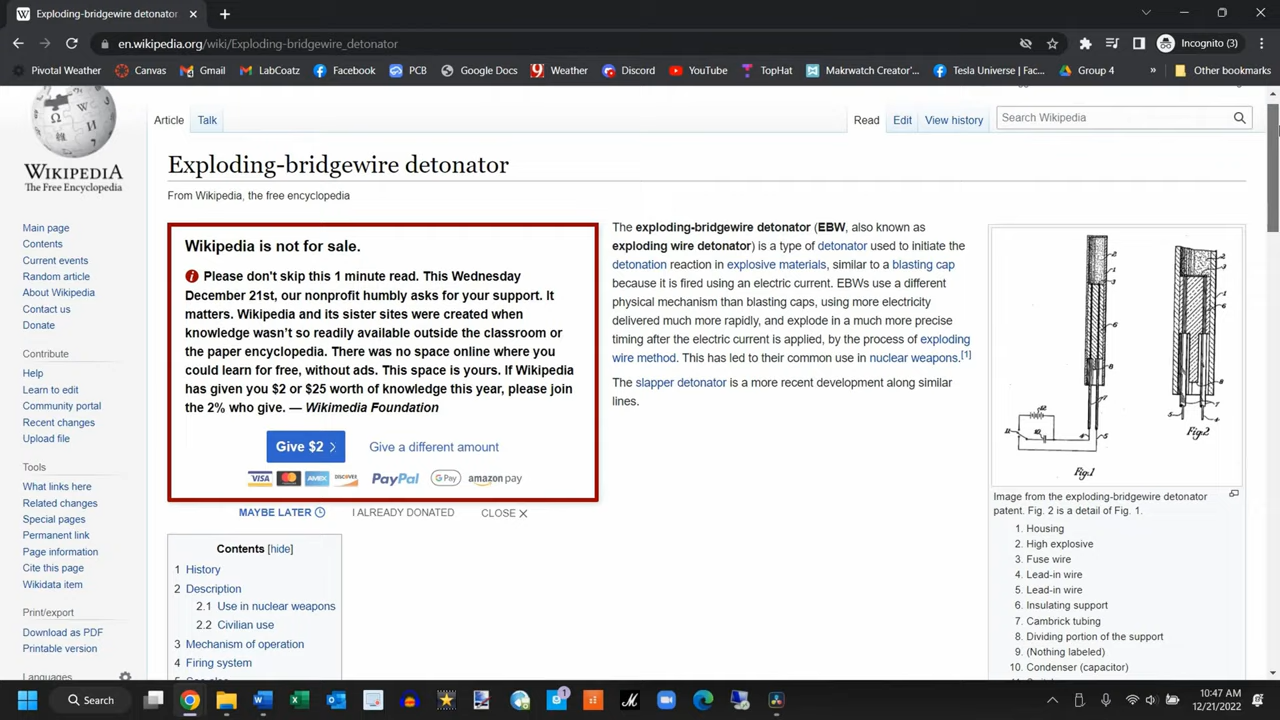 Exploding-bridgewire detonator
en.wikipedia.org/wiki/Exploding-bridgewire_detonator
Incognito (3)
Pivotal Weather
Canvas
Gmail
LabCoatz
Facebook
PCB
Google Docs
Weather
Discord
YouTube
TopHat
Makrwatch Creator'...
Tesla Universe | Fac...
Group 4
»
Other bookmarks
WIKIPEDIA
The Free Encyclopedia
Main page
Contents
Current events
Random article
About Wikipedia
Contact us
Donate
Contribute
Help
Learn to edit
Community portal
Recent changes
Upload file
Tools
What links here
Related changes
Special pages
Permanent link
Page information
Cite this page
Wikidata item
Print/export
Download as PDF
Printable version
Languages
Article
Talk
Read
Edit
View history
Search Wikipedia
Exploding-bridgewire detonator
From Wikipedia, the free encyclopedia
Wikipedia is not for sale.
Please don't skip this 1 minute read. This Wednesday
December 21st, our nonprofit humbly asks for your support. It
matters. Wikipedia and its sister sites were created when
knowledge wasn't so readily available outside the classroom or
the paper encyclopedia. There was no space online where you
could learn for free, without ads. This space is yours. If Wikipedia
has given you $2 or $25 worth of knowledge this year, please join
the 2% who give. — Wikimedia Foundation
Give $2
Give a different amount
VISA
AMEX
DISCOVER
PayPal
G Pay
amazon pay
MAYBE LATER
I ALREADY DONATED
CLOSE
Contents [hide]
1 History
2 Description
2.1 Use in nuclear weapons
2.2 Civilian use
3 Mechanism of operation
4 Firing system
The exploding-bridgewire detonator (EBW, also known as
exploding wire detonator) is a type of detonator used to initiate the
detonation reaction in explosive materials, similar to a blasting cap
because it is fired using an electric current. EBWs use a different
physical mechanism than blasting caps, using more electricity
delivered much more rapidly, and explode in a much more precise
timing after the electric current is applied, by the process of exploding
wire method. This has led to their common use in nuclear weapons.[1]
The slapper detonator is a more recent development along similar
lines.
Fig.1
Fig.2
Image from the exploding-bridgewire detonator
patent. Fig. 2 is a detail of Fig. 1.
1. Housing
2. High explosive
3. Fuse wire
4. Lead-in wire
5. Lead-in wire
6. Insulating support
7. Cambrick tubing
8. Dividing portion of the support
9. (Nothing labeled)
10. Condenser (capacitor)
Search
1
10:47 AM
12/21/2022